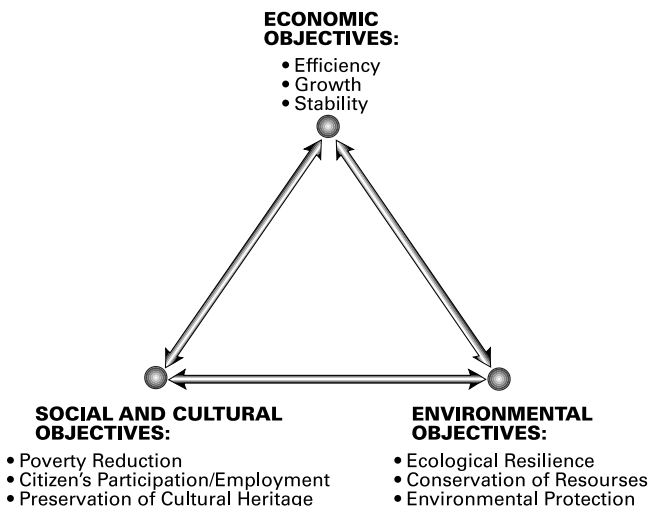 ECONOMIC
OBJECTIVES:
• Efficiency
• Growth
• Stability
SOCIAL AND CULTURAL
OBJECTIVES:
• Poverty Reduction
• Citizen's Participation/Employment
• Preservation of Cultural Heritage
ENVIRONMENTAL
OBJECTIVES:
• Ecological Resilience
• Conservation of Resourses
• Environmental Protection